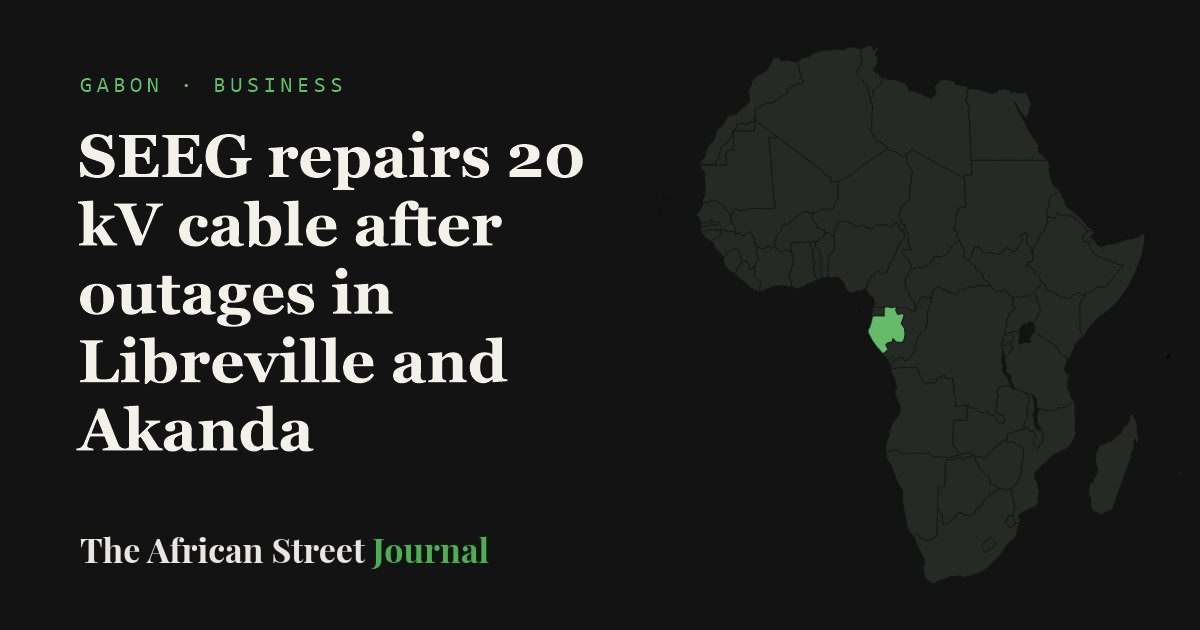 GABON · BUSINESS
SEEG repairs 20
kV cable after
outages in
Libreville and
Akanda
The African Street Journal